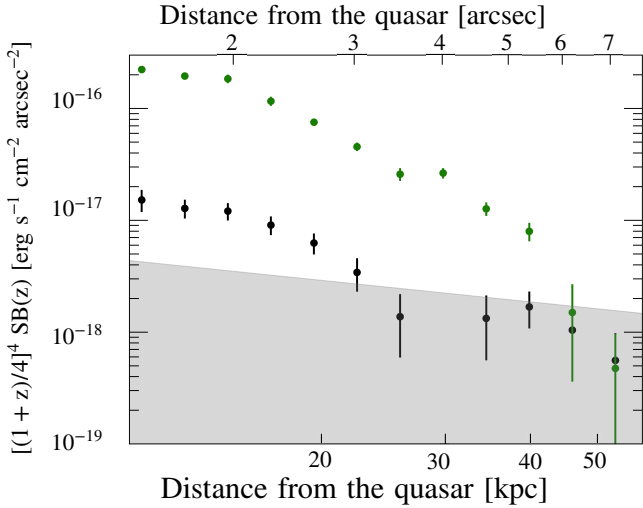 Distance from the quasar [arcsec]
2 3 4 5 6 7
[(1 + z)/4]⁴ SB(z) [erg s⁻¹ cm⁻² arcsec⁻²]
10⁻¹⁶
10⁻¹⁷
10⁻¹⁸
10⁻¹⁹
20 30 40 50
Distance from the quasar [kpc]